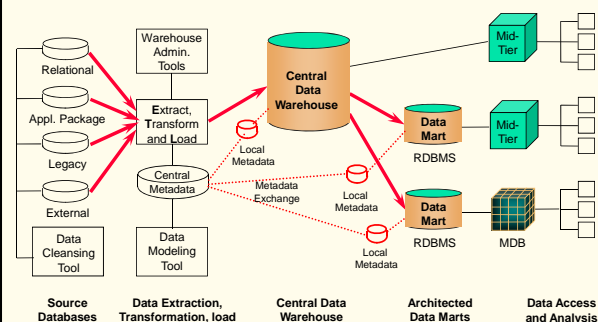 Relational
Appl. Package
Legacy
External
Data
Cleansing
Tool
Warehouse
Admin.
Tools
Extract,
Transform
and Load
Central
Metadata
Data
Modeling
Tool
Central
Data
Warehouse
Local
Metadata
Metadata
Exchange
Local
Metadata
Local
Metadata
Mid-
Tier
Data
Mart
RDBMS
Mid-
Tier
Data
Mart
RDBMS
MDB
Source
Databases
Data Extraction,
Transformation, load
Central Data
Warehouse
Architected
Data Marts
Data Access
and Analysis